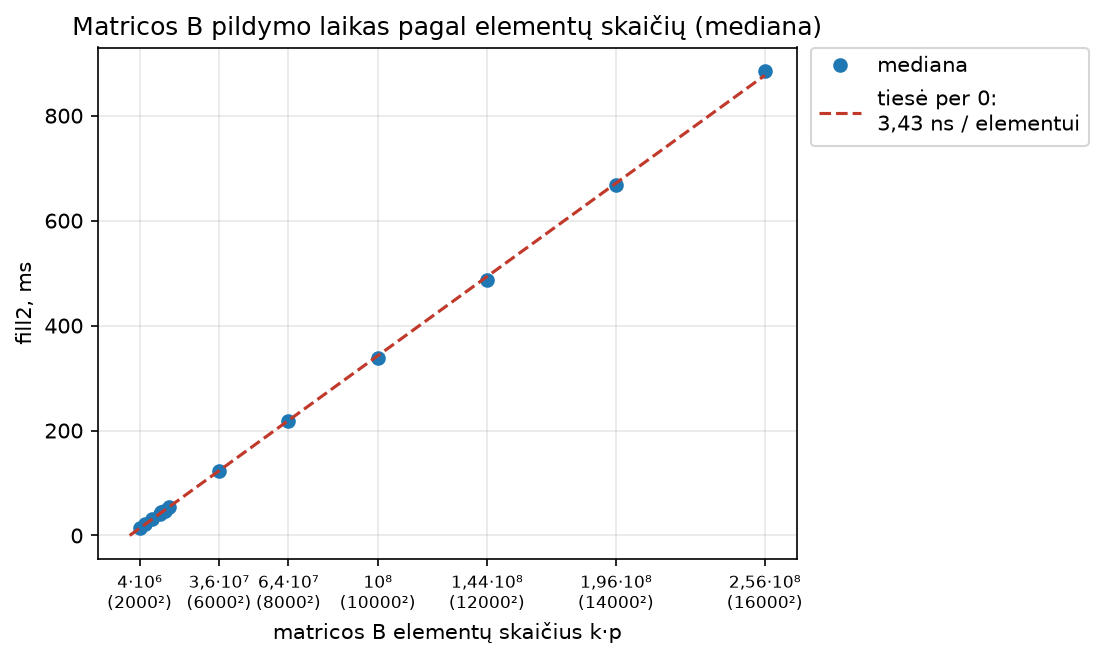 Matricos B pildymo laikas pagal elementų skaičių (mediana)
mediana
tiesė per 0:
3,43 ns / elementui
fill2, ms
800
600
400
200
0
4·10⁶ 3,6·10⁷ 6,4·10⁷ 10⁸ 1,44·10⁸ 1,96·10⁸ 2,56·10⁸
(2000²) (6000²) (8000²) (10000²) (12000²) (14000²) (16000²)
matricos B elementų skaičius k·p